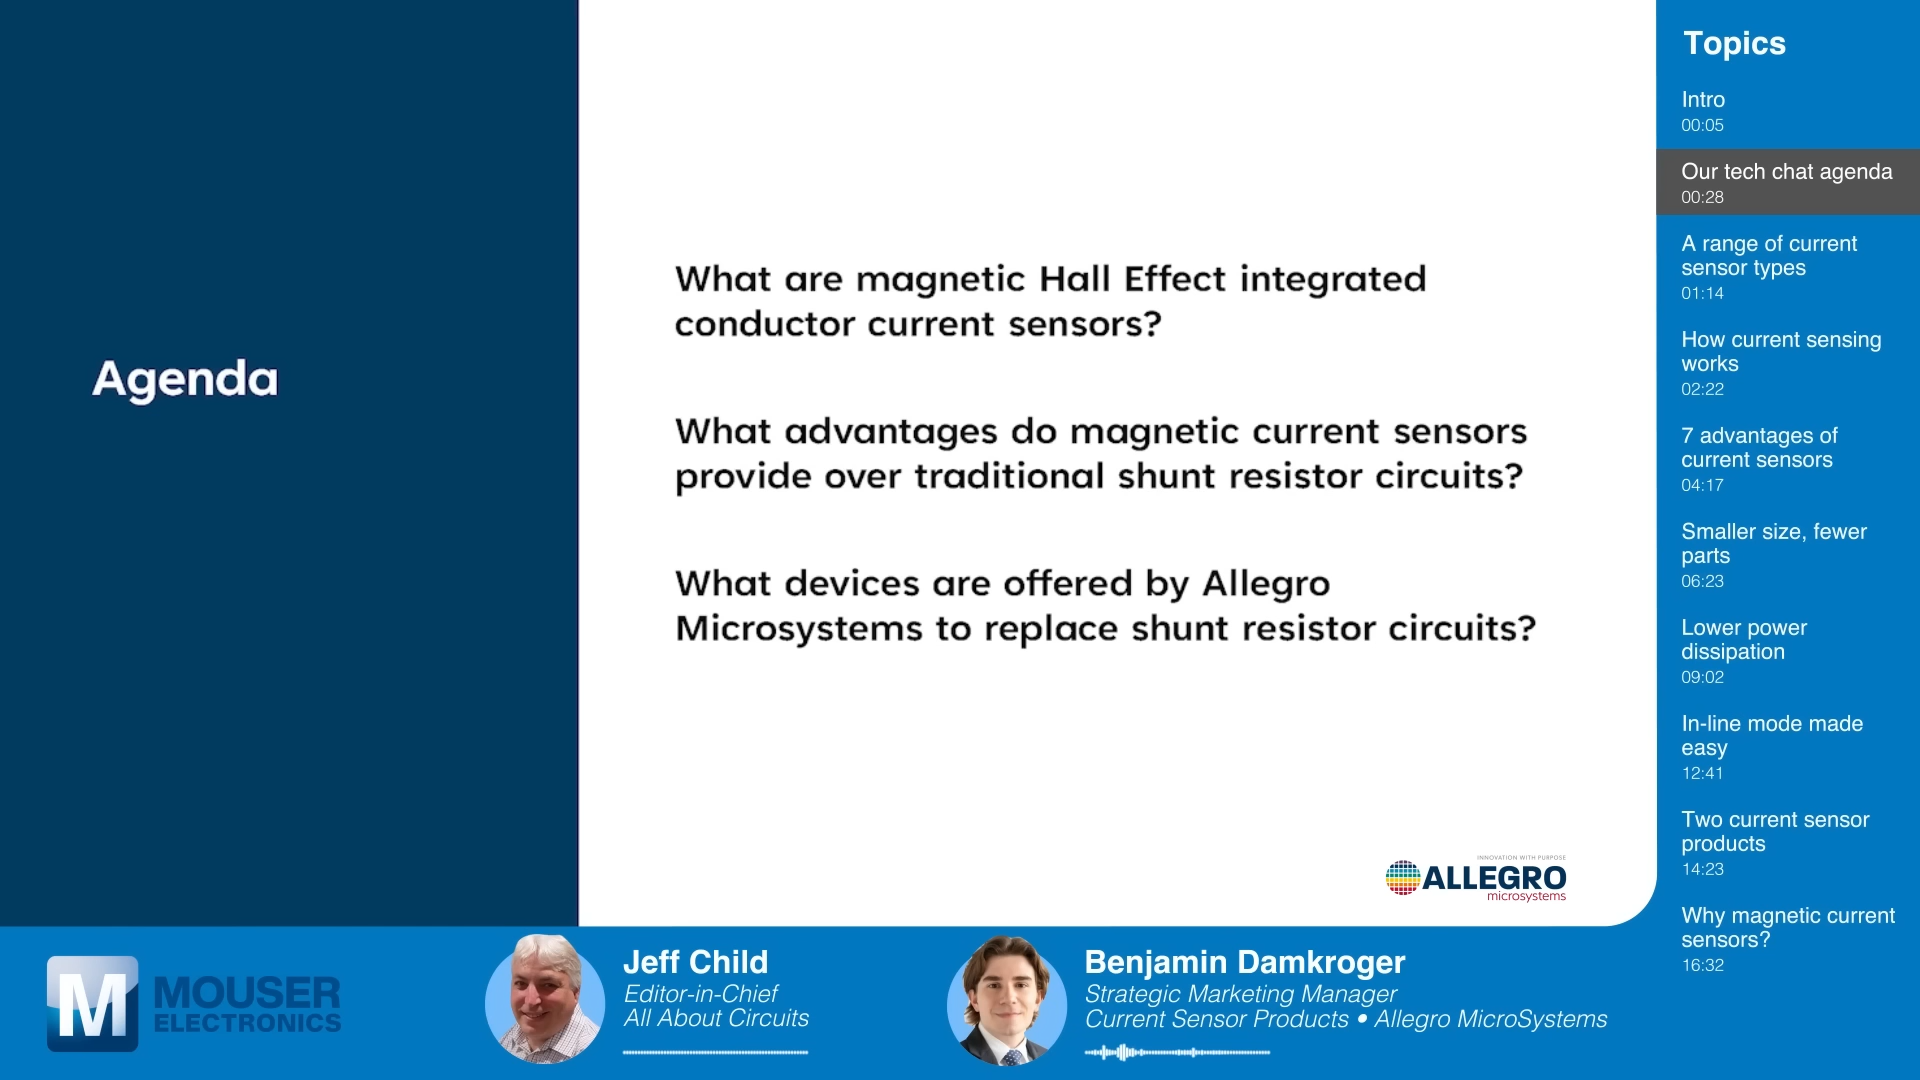 Agenda
What are magnetic Hall Effect integrated
conductor current sensors?
What advantages do magnetic current sensors
provide over traditional shunt resistor circuits?
What devices are offered by Allegro
Microsystems to replace shunt resistor circuits?
INNOVATION WITH PURPOSE
ALLEGRO
microsystems
Topics
Intro
00:05
Our tech chat agenda
00:28
A range of current
sensor types
01:14
How current sensing
works
02:22
7 advantages of
current sensors
04:17
Smaller size, fewer
parts
06:23
Lower power
dissipation
09:02
In-line mode made
easy
12:41
Two current sensor
products
14:23
Why magnetic current
sensors?
16:32
M
MOUSER
ELECTRONICS
Jeff Child
Editor-in-Chief
All About Circuits
Benjamin Damkroger
Strategic Marketing Manager
Current Sensor Products • Allegro MicroSystems